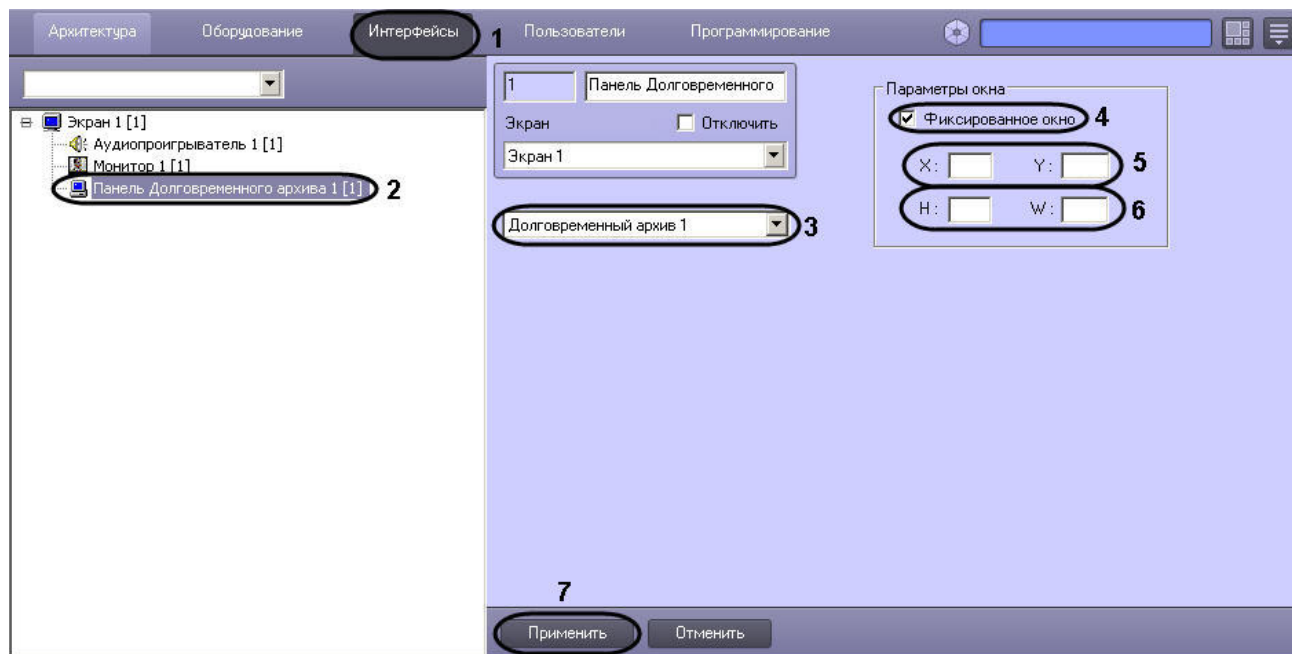 Архитектура Оборудование Интерфейсы 1 Пользователи Программирование
Экран 1 [1]
Аудиопроигрыватель 1 [1]
Монитор 1 [1]
Панель Долговременного архива 1 [1] 2
1 Панель Долговременного
Экран Отключить
Экран 1
Долговременный архив 1 3
Параметры окна
Фиксированное окно 4
X: Y: 5
H: W: 6
7
Применить Отменить